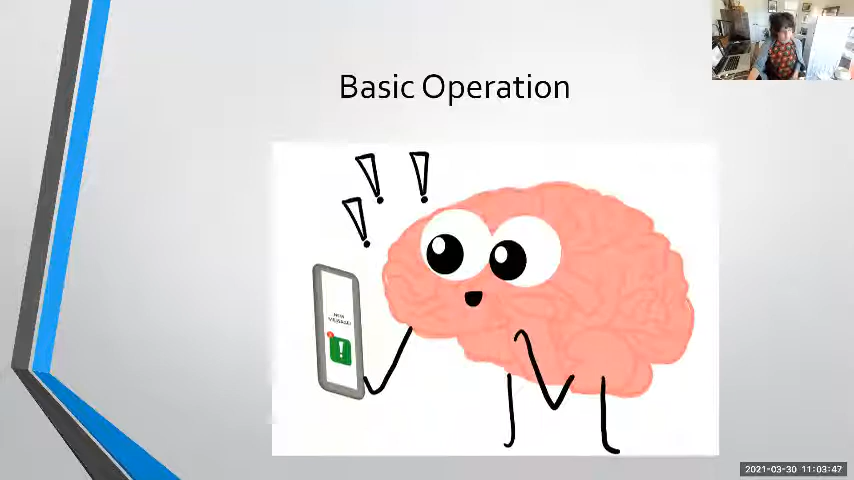 Basic Operation
NEW
MESSAGE!
!
2021-03-30 11:03:47